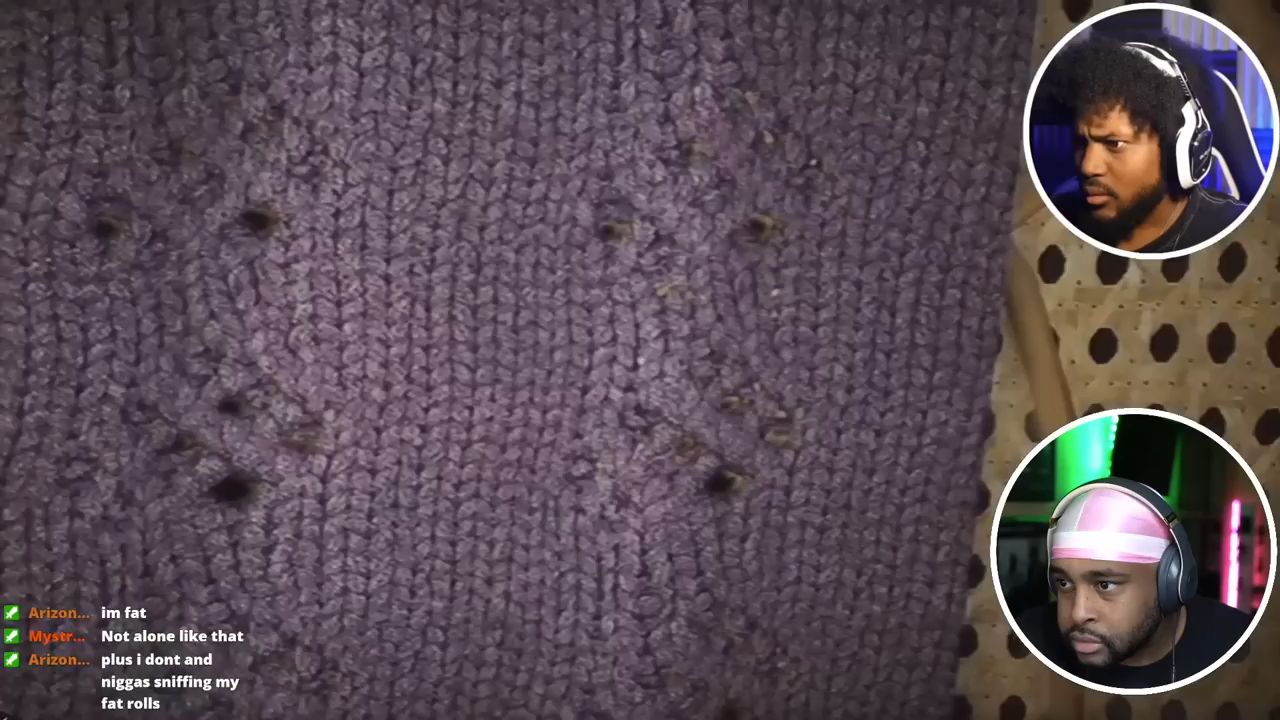 Arizon... im fat
Mystr... Not alone like that
Arizon... plus i dont and
niggas sniffing my
fat rolls